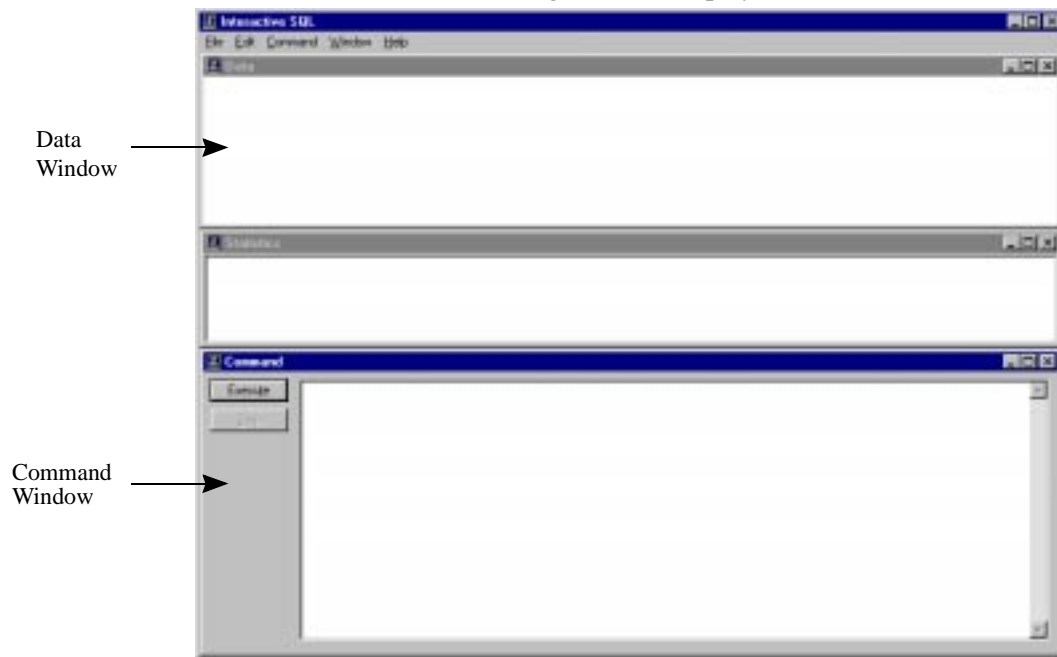 Interactive SQL
File Edit Command Window Help
Data
Data
Window
Statistics
Command
Execute
Command
Window